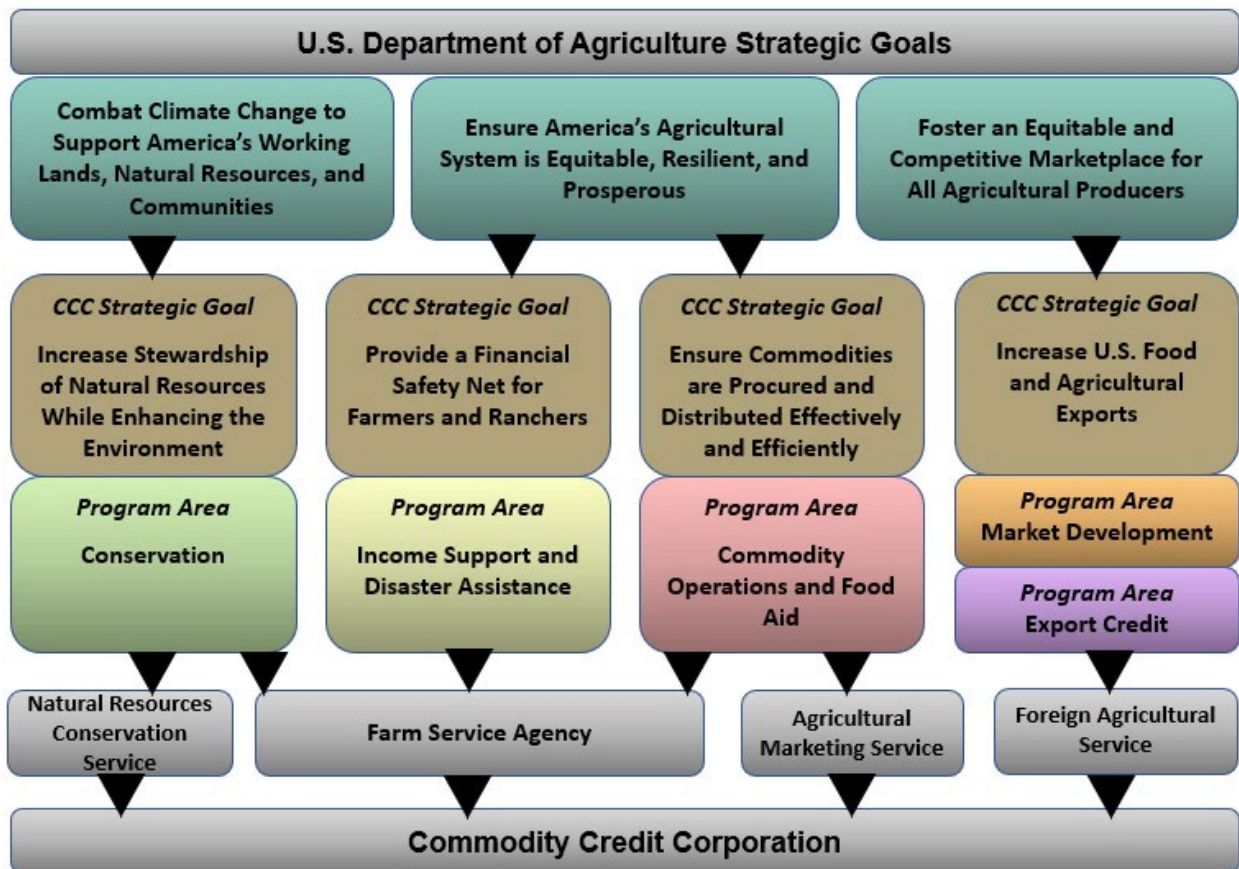 U.S. Department of Agriculture Strategic Goals
Combat Climate Change to
Support America's Working
Lands, Natural Resources, and
Communities
Ensure America's Agricultural
System is Equitable, Resilient, and
Prosperous
Foster an Equitable and
Competitive Marketplace for
All Agricultural Producers
CCC Strategic Goal
Increase Stewardship
of Natural Resources
While Enhancing the
Environment
CCC Strategic Goal
Provide a Financial
Safety Net for
Farmers and Ranchers
CCC Strategic Goal
Ensure Commodities
are Procured and
Distributed Effectively
and Efficiently
CCC Strategic Goal
Increase U.S. Food
and Agricultural
Exports
Program Area
Conservation
Program Area
Income Support and
Disaster Assistance
Program Area
Commodity
Operations and Food
Aid
Program Area
Market Development
Program Area
Export Credit
Natural Resources
Conservation
Service
Farm Service Agency
Agricultural
Marketing Service
Foreign Agricultural
Service
Commodity Credit Corporation